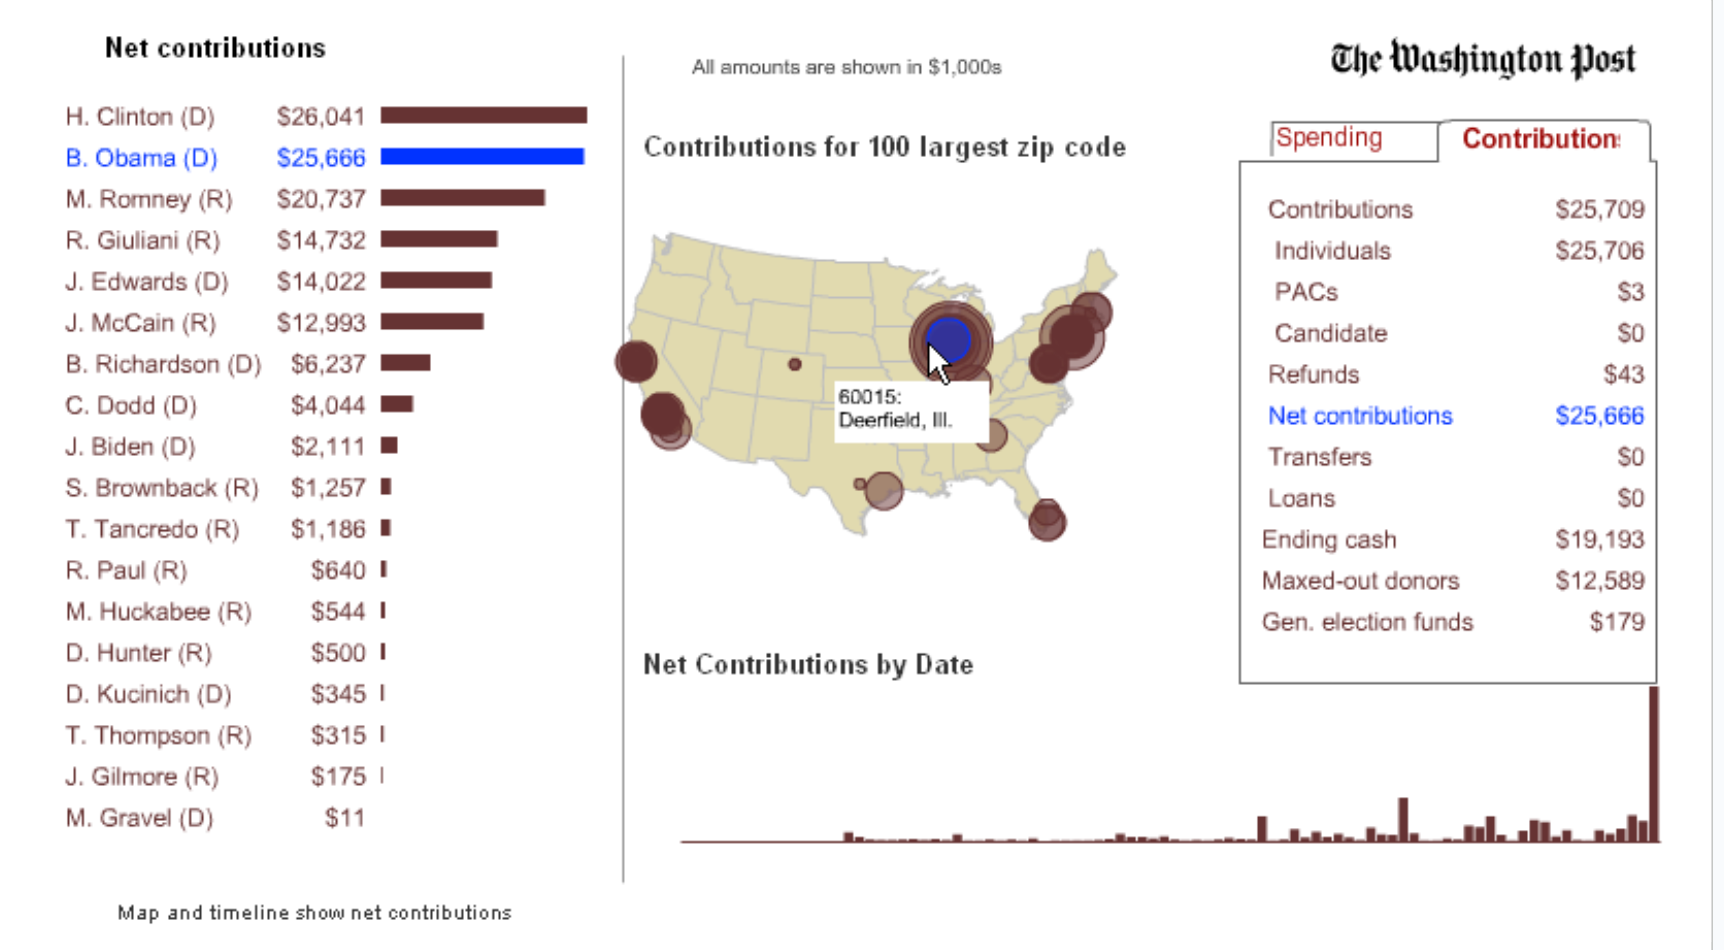 Net contributions
H. Clinton (D) $26,041
B. Obama (D) $25,666
M. Romney (R) $20,737
R. Giuliani (R) $14,732
J. Edwards (D) $14,022
J. McCain (R) $12,993
B. Richardson (D) $6,237
C. Dodd (D) $4,044
J. Biden (D) $2,111
S. Brownback (R) $1,257
T. Tancredo (R) $1,186
R. Paul (R) $640
M. Huckabee (R) $544
D. Hunter (R) $500
D. Kucinich (D) $345
T. Thompson (R) $315
J. Gilmore (R) $175
M. Gravel (D) $11
Map and timeline show net contributions
All amounts are shown in $1,000s
Contributions for 100 largest zip code
60015:
Deerfield, Ill.
Net Contributions by Date
The Washington Post
Spending Contribution
Contributions $25,709
Individuals $25,706
PACs $3
Candidate $0
Refunds $43
Net contributions $25,666
Transfers $0
Loans $0
Ending cash $19,193
Maxed-out donors $12,589
Gen. election funds $179